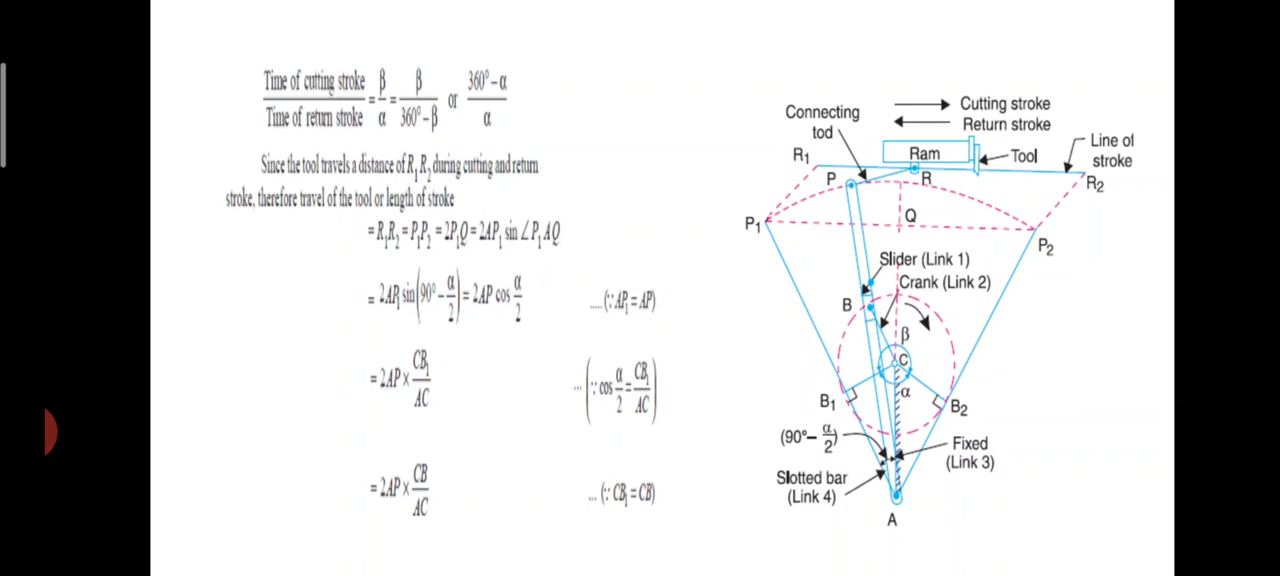 Time of cutting stroke / Time of return stroke = β/α = β/(360° – β) or (360° – α)/α
Since the tool travels a distance of R₁R₂ during cutting and return
stroke, therefore travel of the tool or length of stroke
= R₁R₂ = P₁P₂ = 2P₁Q = 2AP₁ sin ∠P₁AQ
= 2AP₁ sin(90° – α/2) = 2AP cos α/2 .....(∵ AP₁ = AP)
= 2AP × CB₁/AC ... (∵ cos α/2 = CB₁/AC)
= 2AP × CB/AC ... (∵ CB₁ = CB)
Cutting stroke
Return stroke
Connecting
tod
Line of
stroke
Ram
Tool
R₁
P
R
R₂
P₁
Q
P₂
Slider (Link 1)
Crank (Link 2)
B
β
C
α
B₁
B₂
(90°– α/2)
Fixed
(Link 3)
Slotted bar
(Link 4)
A